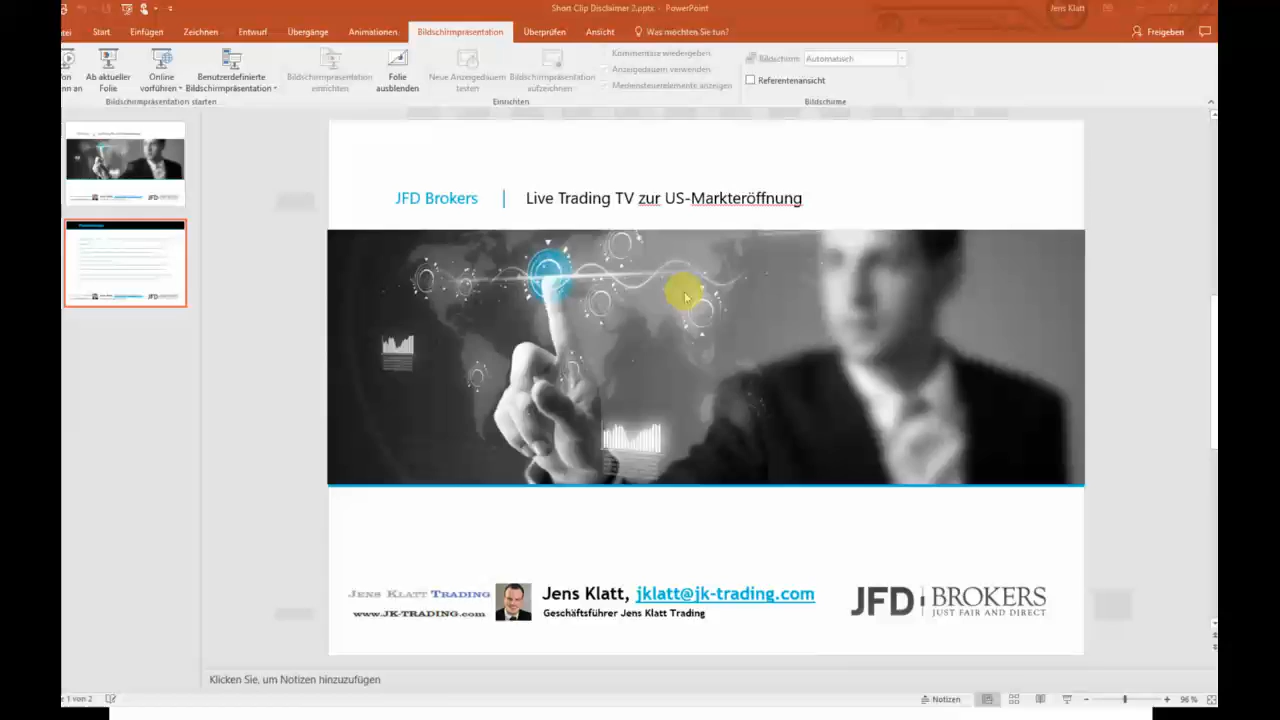 Short Clip Disclaimer 2.pptx - PowerPoint
Jens Klatt
Start Einfügen Zeichnen Entwurf Übergänge Animationen Bildschirmpräsentation Überprüfen Ansicht Was möchten Sie tun? Freigeben
Ab aktueller Folie
Online vorführen
Benutzerdefinierte Bildschirmpräsentation
Bildschirmpräsentation einrichten
Folie ausblenden
Neue Anzeigedauern testen
Bildschirmpräsentation aufzeichnen
Kommentare wiedergeben
Anzeigedauern verwenden
Mediensteuerelemente anzeigen
Bildschirm: Automatisch
Referentenansicht
Bildschirmpräsentation starten
Einrichten
Bildschirme
JFD Brokers | Live Trading TV zur US-Markteröffnung
JENS KLATT TRADING
WWW.JK-TRADING.COM
Jens Klatt, jklatt@jk-trading.com
Geschäftsführer Jens Klatt Trading
JFD BROKERS
JUST FAIR AND DIRECT
Klicken Sie, um Notizen hinzuzufügen
1 von 2
Notizen
96 %